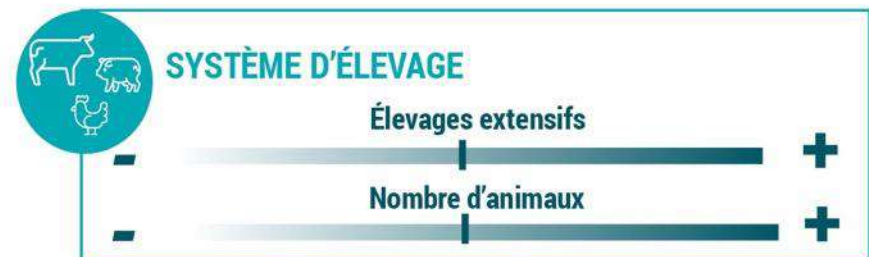 SYSTÈME D'ÉLEVAGE
Élevages extensifs
- +
Nombre d'animaux
- +